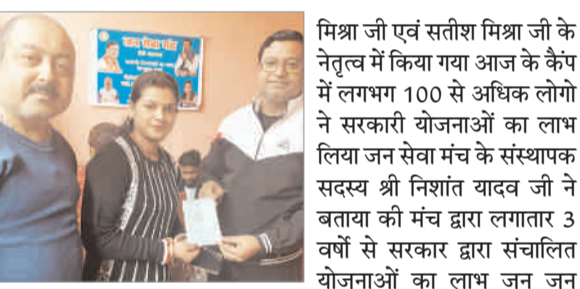 जन सेवा मंच
मिश्रा जी एवं सतीश मिश्रा जी के
नेतृत्व में किया गया आज के कैंप
में लगभग 100 से अधिक लोगो
ने सरकारी योजनाओं का लाभ
लिया जन सेवा मंच के संस्थापक
सदस्य श्री निशांत यादव जी ने
बताया की मंच द्वारा लगातार 3
वर्षो से सरकार द्वारा संचालित
योजनाओं का लाभ जन जन